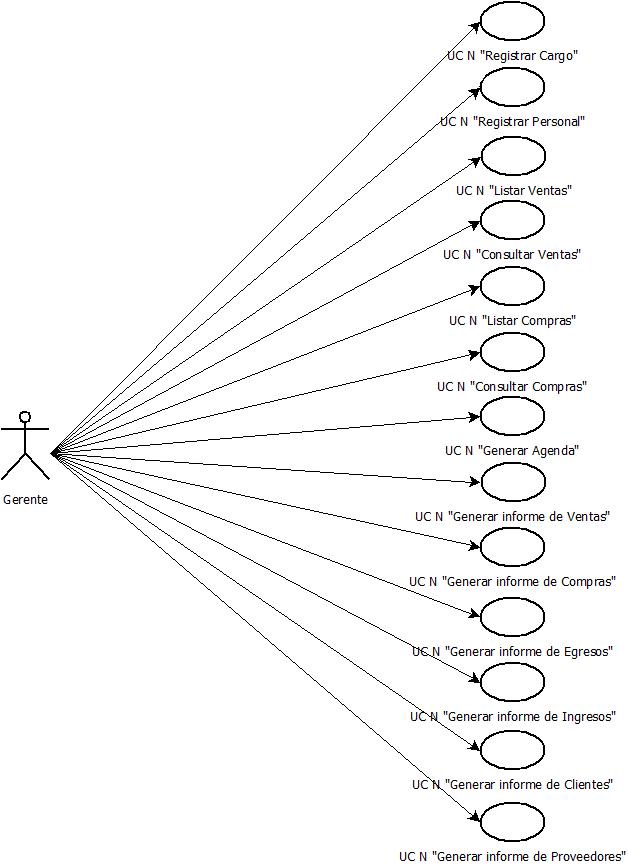 UC N "Registrar Cargo"
UC N "Registrar Personal"
UC N "Listar Ventas"
UC N "Consultar Ventas"
UC N "Listar Compras"
UC N "Consultar Compras"
UC N "Generar Agenda"
Gerente
UC N "Generar informe de Ventas"
UC N "Generar informe de Compras"
UC N "Generar informe de Egresos"
UC N "Generar informe de Ingresos"
UC N "Generar informe de Clientes"
UC N "Generar informe de Proveedores"